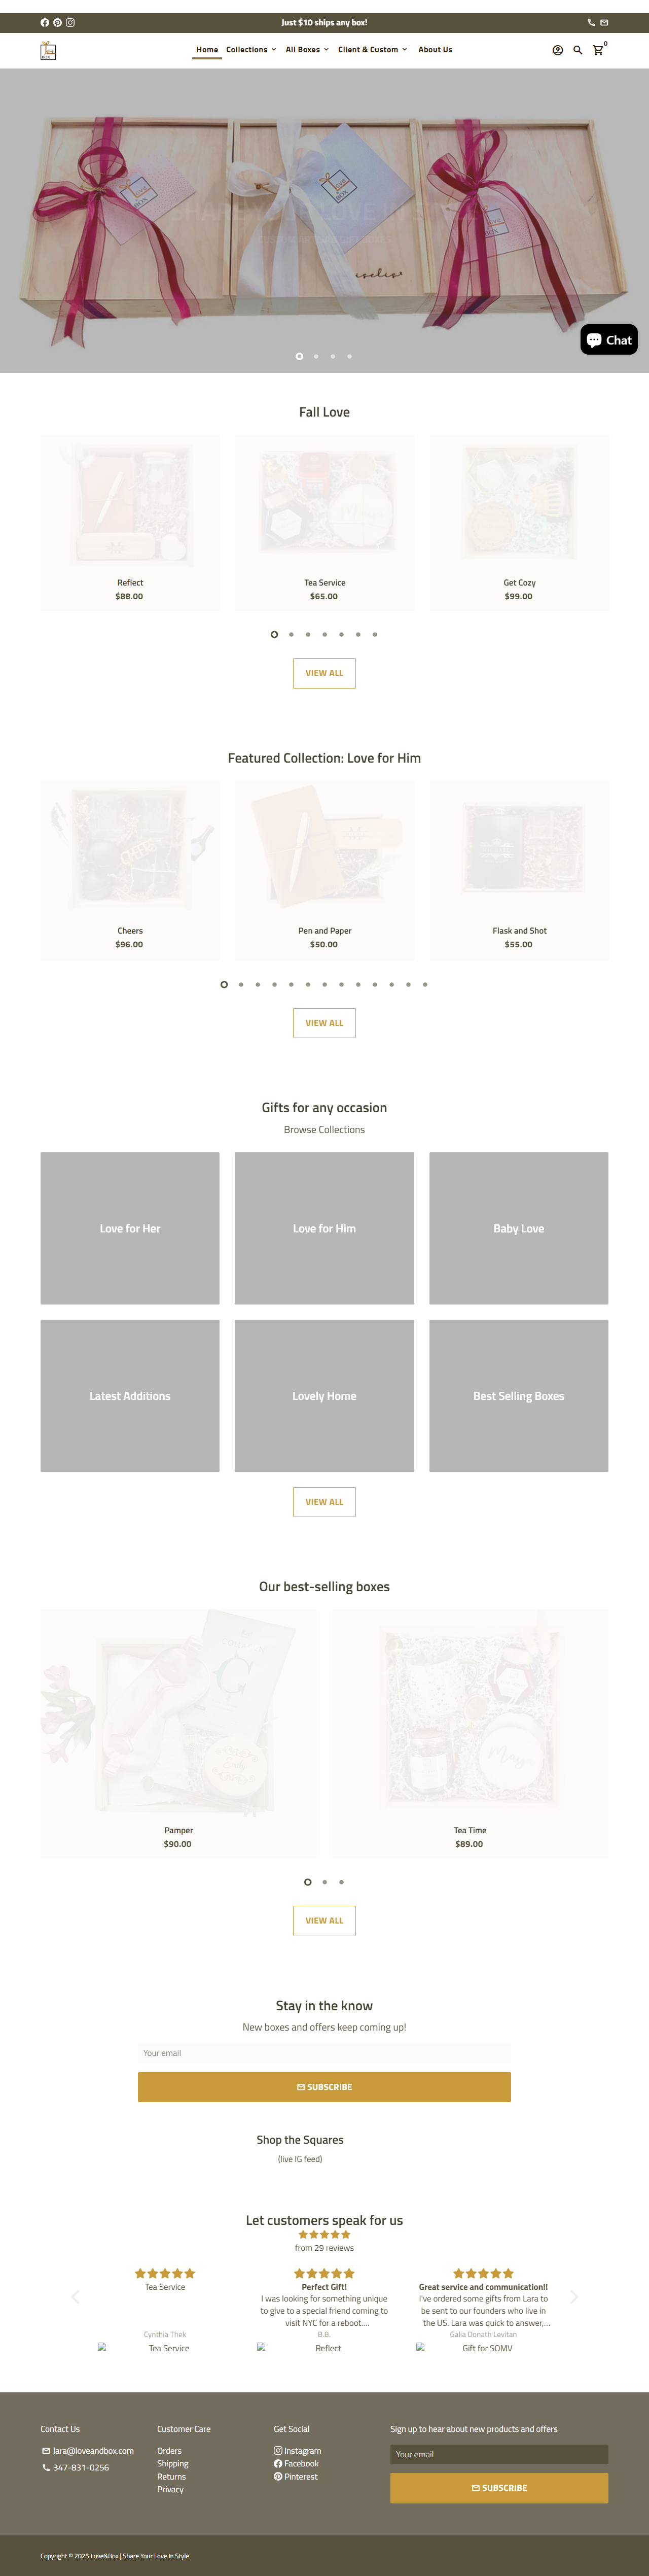 Just $10 ships any box!
Home Collections All Boxes Client & Custom About Us
0
Chat
Fall Love
Reflect
$88.00
Tea Service
$65.00
Get Cozy
$99.00
VIEW ALL
Featured Collection: Love for Him
Cheers
$96.00
Pen and Paper
$50.00
Flask and Shot
$55.00
VIEW ALL
Gifts for any occasion
Browse Collections
Love for Her
Love for Him
Baby Love
Latest Additions
Lovely Home
Best Selling Boxes
VIEW ALL
Our best-selling boxes
Pamper
$90.00
Tea Time
$89.00
VIEW ALL
Stay in the know
New boxes and offers keep coming up!
Your email
SUBSCRIBE
Shop the Squares
(live IG feed)
Let customers speak for us
from 29 reviews
Tea Service
Cynthia Thek
Tea Service
Perfect Gift!
I was looking for something unique
to give to a special friend coming to
visit NYC for a reboot....
B.B.
Reflect
Great service and communication!!
I've ordered some gifts from Lara to
be sent to our founders who live in
the US. Lara was quick to answer,...
Galia Donath Levitan
Gift for SOMV
Contact Us
lara@loveandbox.com
347-831-0256
Customer Care
Orders
Shipping
Returns
Privacy
Get Social
Instagram
Facebook
Pinterest
Sign up to hear about new products and offers
Your email
SUBSCRIBE
Copyright © 2025 Love&Box | Share Your Love In Style